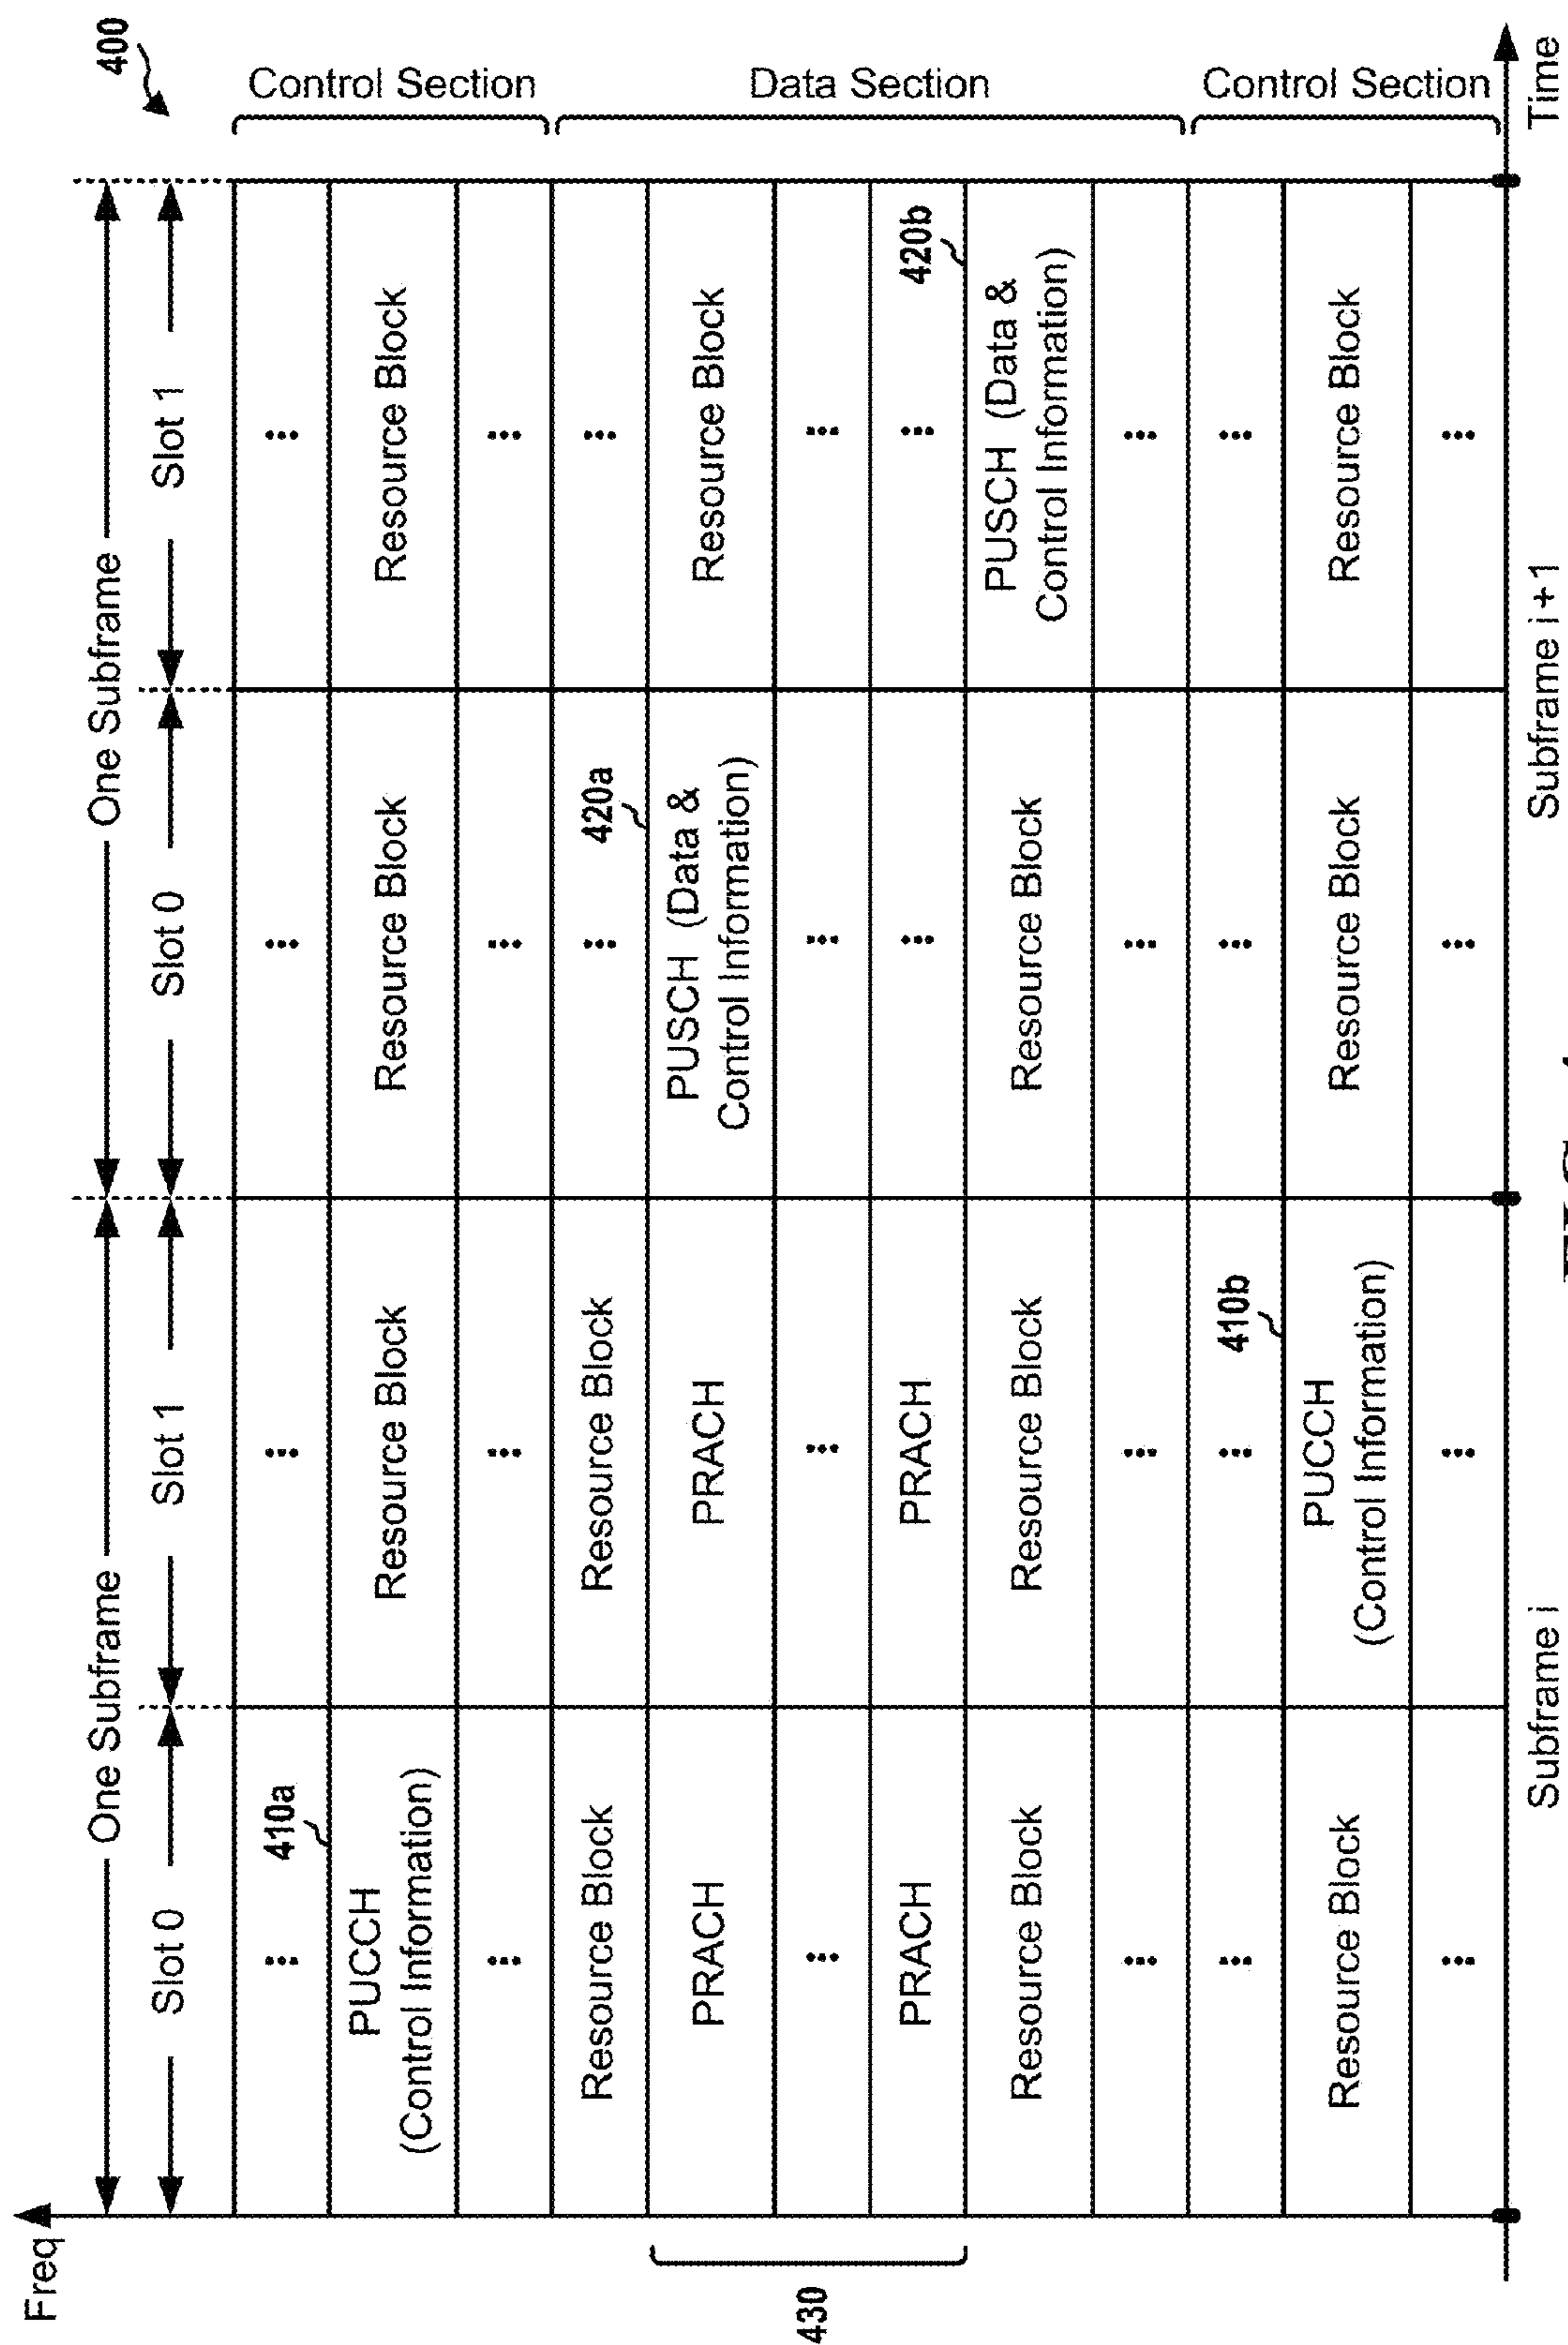 400
Freq
One Subframe
One Subframe
Slot 0
Slot 1
Slot 0
Slot 1
⋮
⋮
⋮
⋮
Control Section
410a
PUCCH
(Control Information)
Resource Block
Resource Block
Resource Block
⋮
⋮
⋮
⋮
Resource Block
Resource Block
⋮
⋮
Data Section
420a
430
PRACH
PRACH
PUSCH (Data &
Control Information)
Resource Block
⋮
⋮
⋮
⋮
PRACH
PRACH
⋮
⋮
420b
Resource Block
Resource Block
Resource Block
PUSCH (Data &
Control Information)
⋮
⋮
⋮
⋮
⋮
⋮
⋮
⋮
Control Section
410b
Resource Block
PUCCH
(Control Information)
Resource Block
Resource Block
⋮
⋮
⋮
⋮
Subframe i
Subframe i + 1
Time